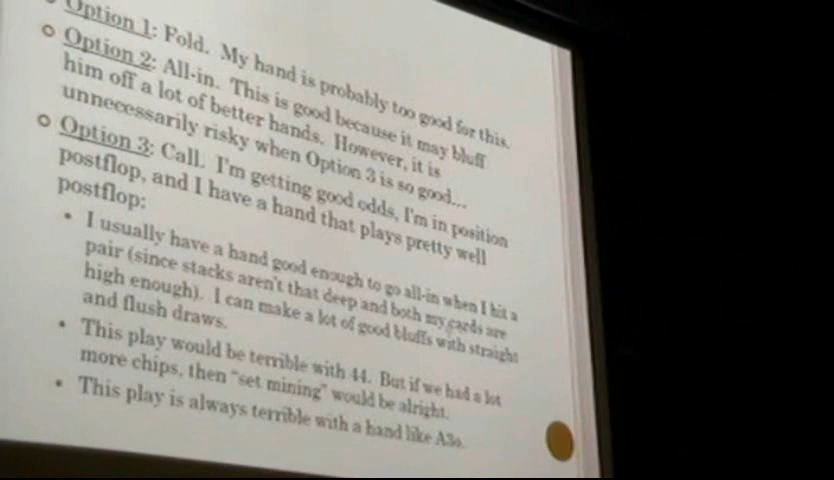 Option 1: Fold. My hand is probably too good for this.
Option 2: All-in. This is good because it may bluff
him off a lot of better hands. However, it is
unnecessarily risky when Option 3 is so good...
Option 3: Call. I'm getting good odds, I'm in position
postflop, and I have a hand that plays pretty well
postflop:
I usually have a hand good enough to go all-in when I hit a
pair (since stacks aren't that deep and both my cards are
high enough). I can make a lot of good bluffs with straight
and flush draws.
This play would be terrible with 44. But if we had a lot
more chips, then "set mining" would be alright.
This play is always terrible with a hand like A3o.